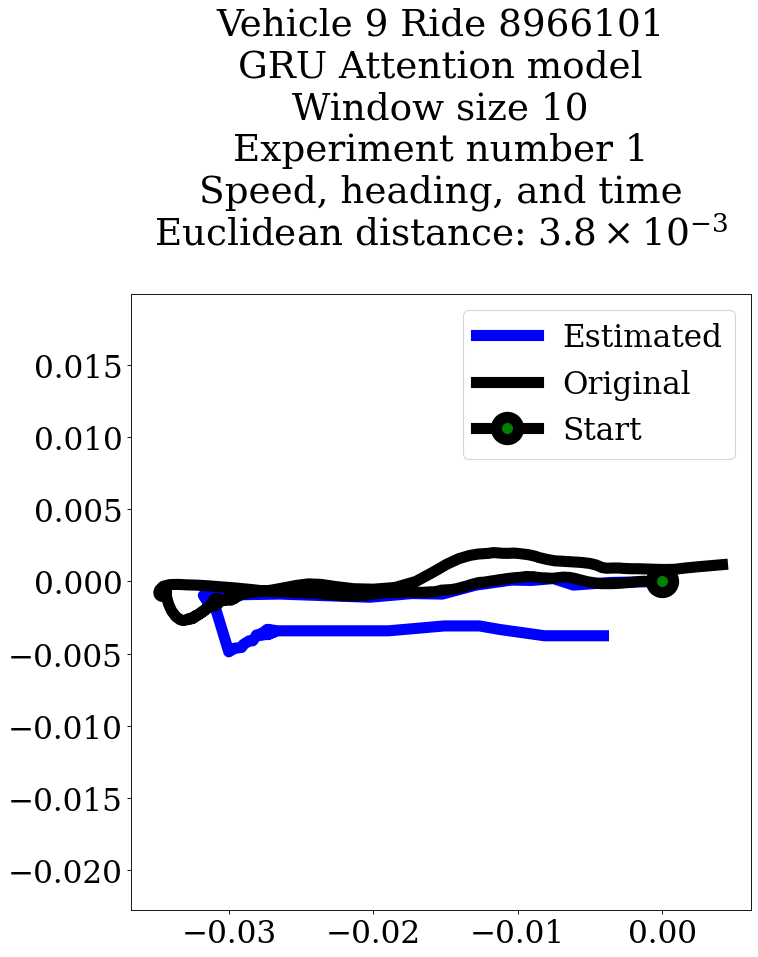 Vehicle 9 Ride 8966101
GRU Attention model
Window size 10
Experiment number 1
Speed, heading, and time
Euclidean distance: 3.8 × 10⁻³
Estimated
Original
Start
0.015
0.010
0.005
0.000
−0.005
−0.010
−0.015
−0.020
−0.03 −0.02 −0.01 0.00